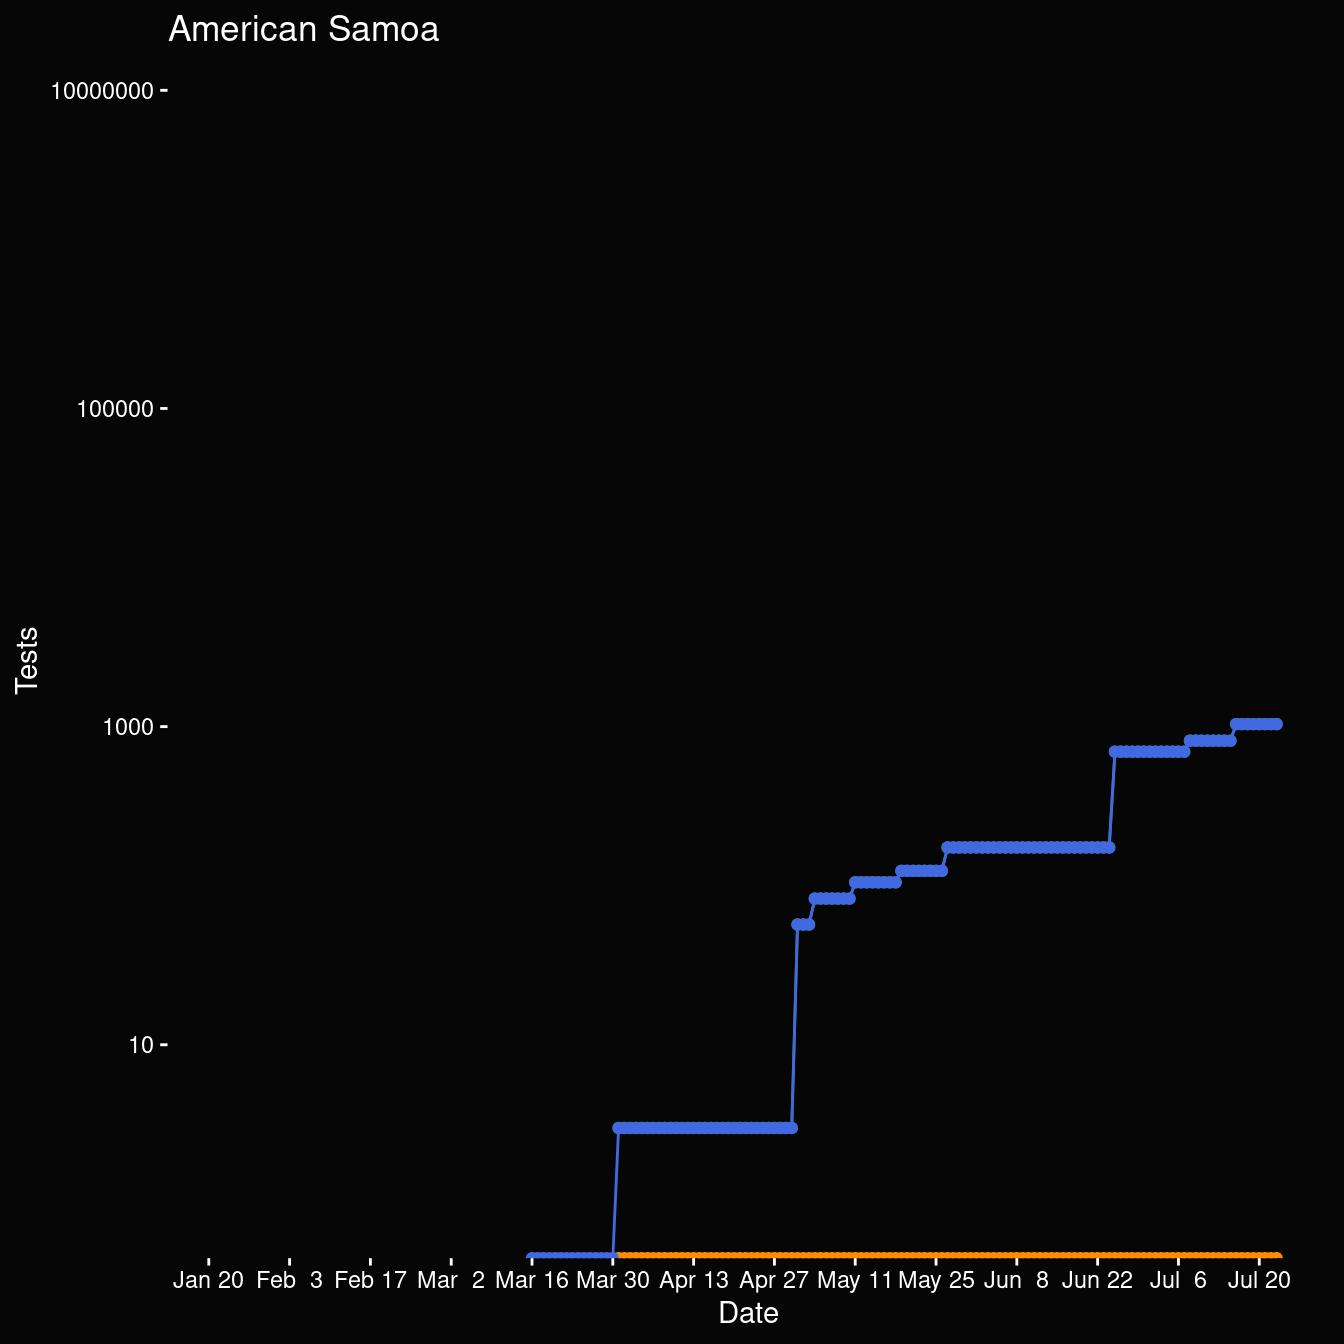 American Samoa
10000000
100000
1000
10
Tests
Jan 20 Feb  3 Feb 17 Mar  2 Mar 16 Mar 30 Apr 13 Apr 27 May 11 May 25 Jun  8 Jun 22 Jul  6 Jul 20
Date